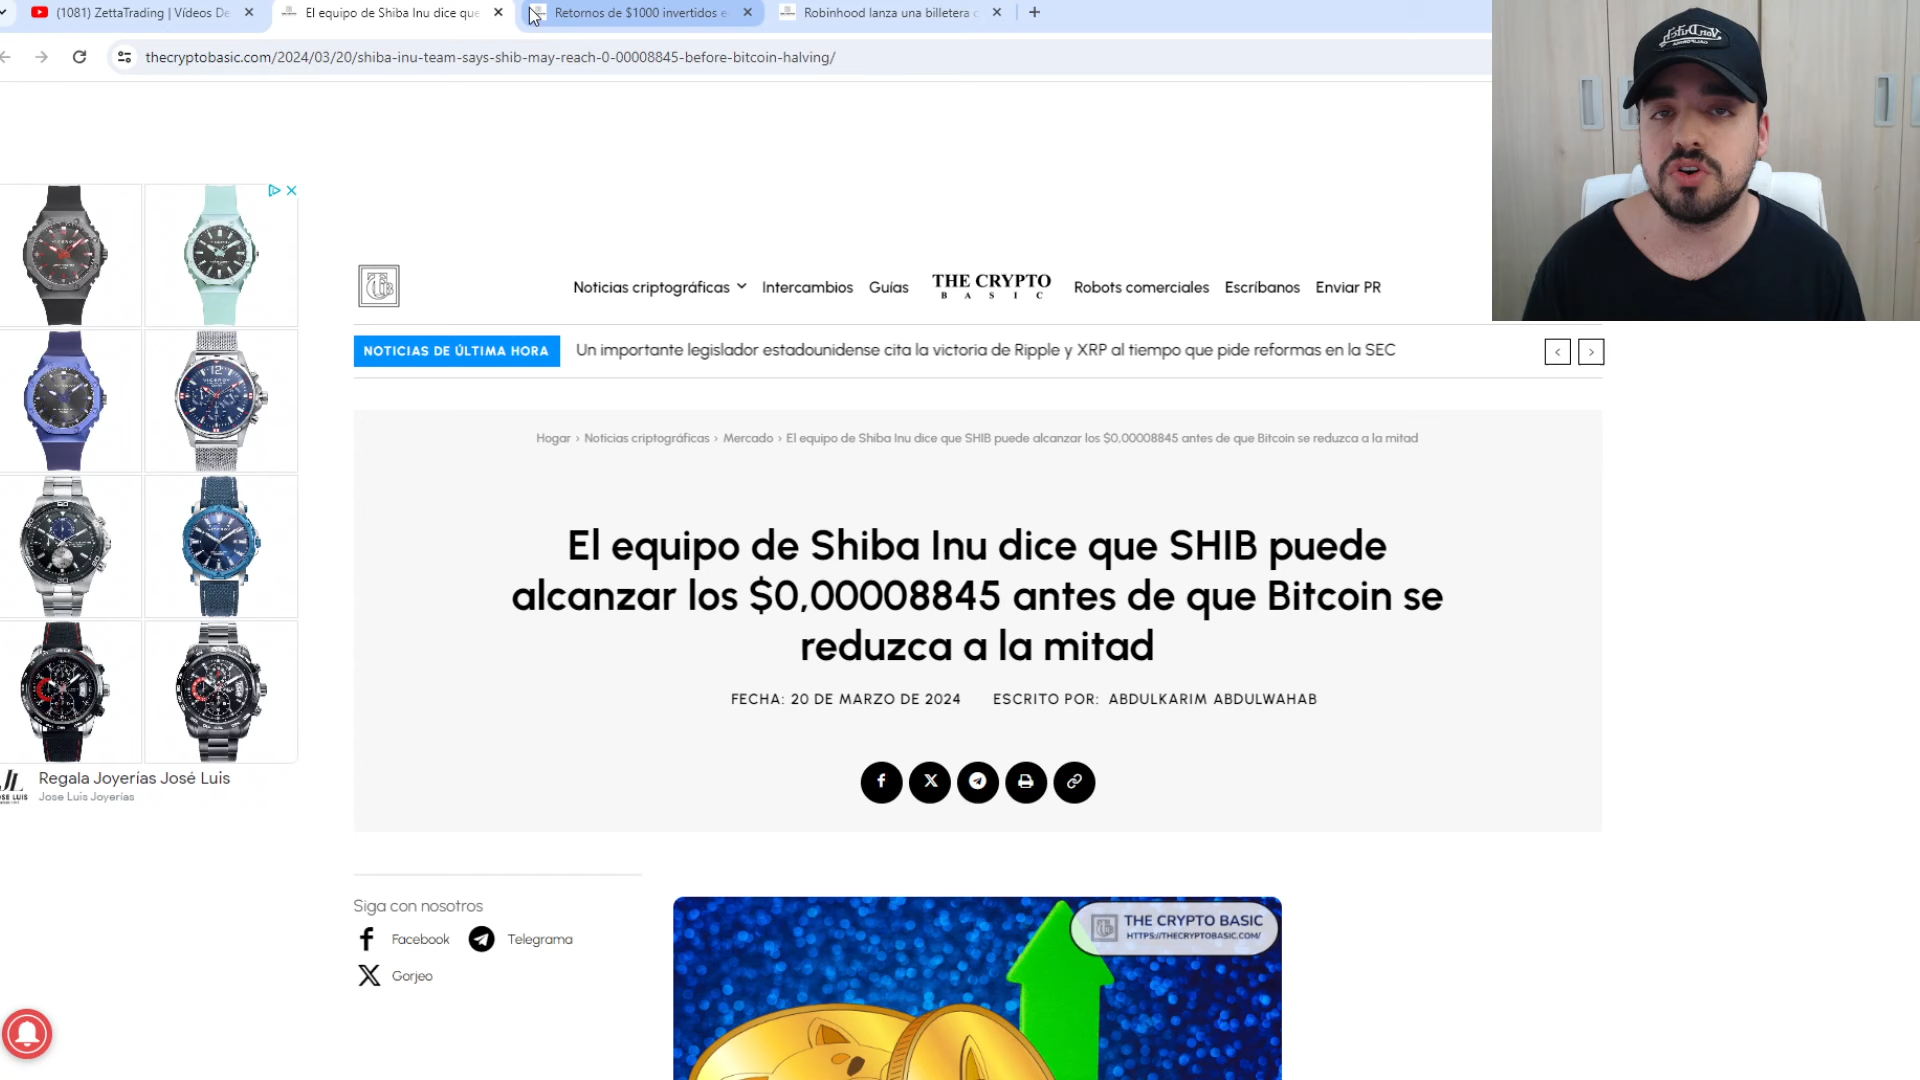 (1081) ZettaTrading | Vídeos De
El equipo de Shiba Inu dice que
Retornos de $1000 invertidos e
Robinhood lanza una billetera c
thecryptobasic.com/2024/03/20/shiba-inu-team-says-shib-may-reach-0-00008845-before-bitcoin-halving/
Von Dutch
Noticias criptográficas
Intercambios
Guías
THE CRYPTO
BASIC
Robots comerciales
Escríbanos
Enviar PR
NOTICIAS DE ÚLTIMA HORA
Un importante legislador estadounidense cita la victoria de Ripple y XRP al tiempo que pide reformas en la SEC
Hogar › Noticias criptográficas › Mercado › El equipo de Shiba Inu dice que SHIB puede alcanzar los $0,00008845 antes de que Bitcoin se reduzca a la mitad
El equipo de Shiba Inu dice que SHIB puede
alcanzar los $0,00008845 antes de que Bitcoin se
reduzca a la mitad
FECHA: 20 DE MARZO DE 2024
ESCRITO POR: ABDULKARIM ABDULWAHAB
Regala Joyerías José Luis
Jose Luis Joyerías
Siga con nosotros
Facebook
Telegrama
Gorjeo
THE CRYPTO BASIC
HTTPS://THECRYPTOBASIC.COM/